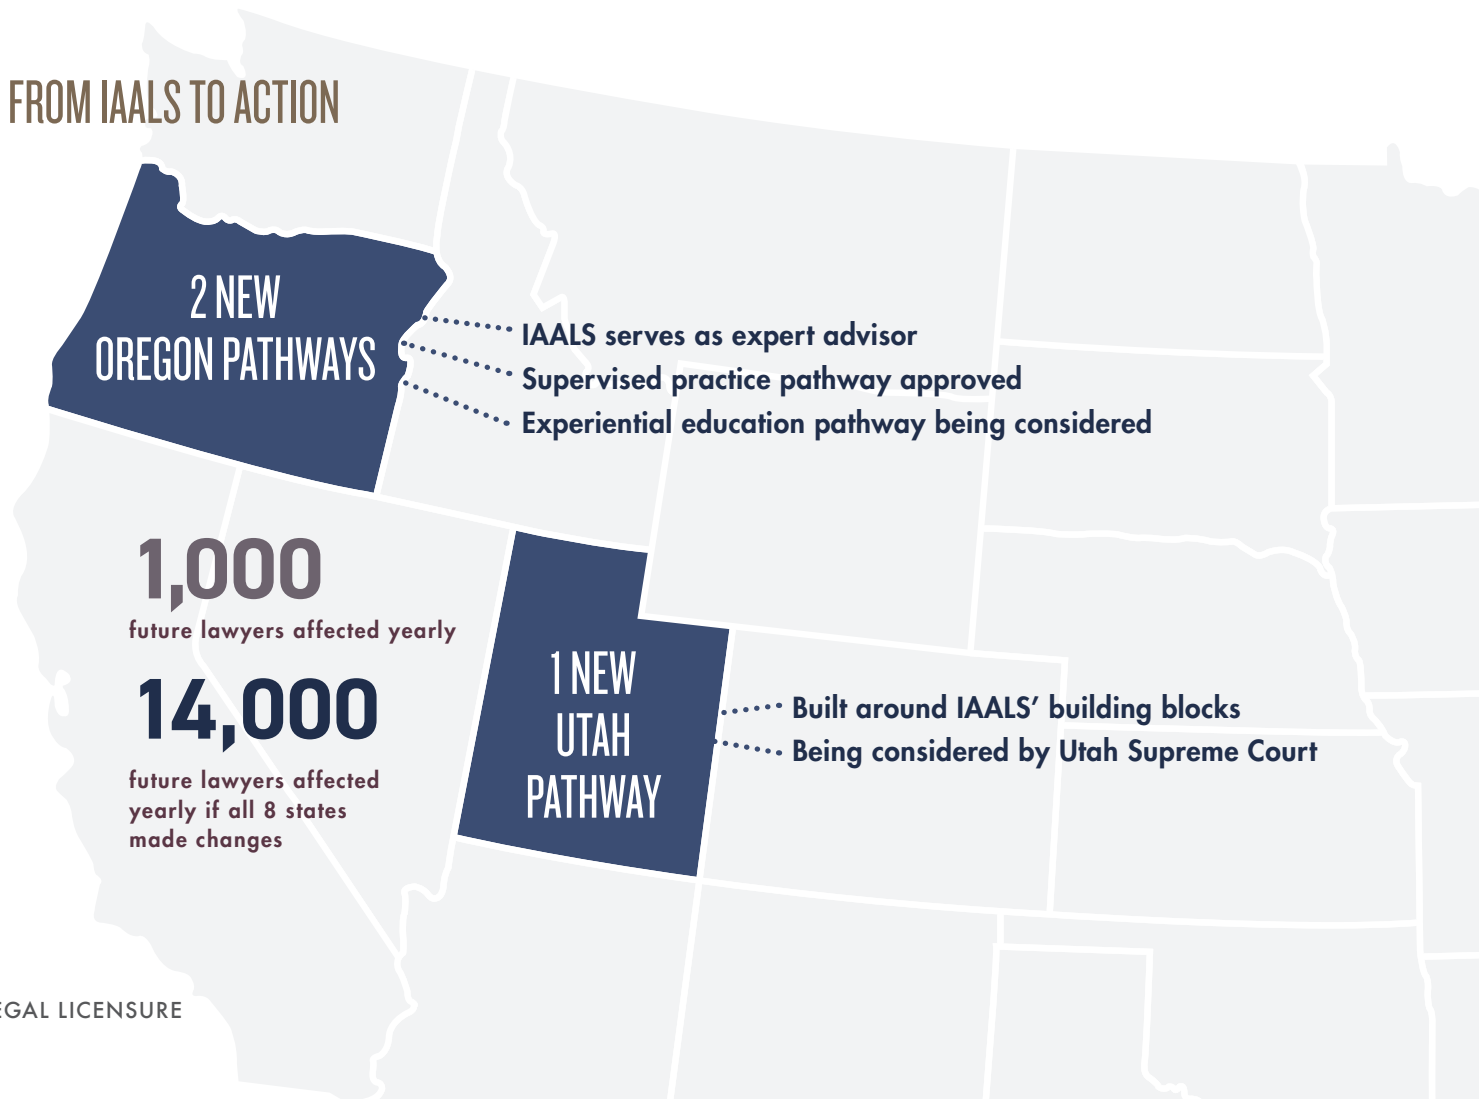 FROM IAALS TO ACTION
2 NEW
OREGON PATHWAYS
IAALS serves as expert advisor
Supervised practice pathway approved
Experiential education pathway being considered
1,000
future lawyers affected yearly
14,000
future lawyers affected
yearly if all 8 states
made changes
1 NEW
UTAH
PATHWAY
Built around IAALS’ building blocks
Being considered by Utah Supreme Court
EGAL LICENSURE